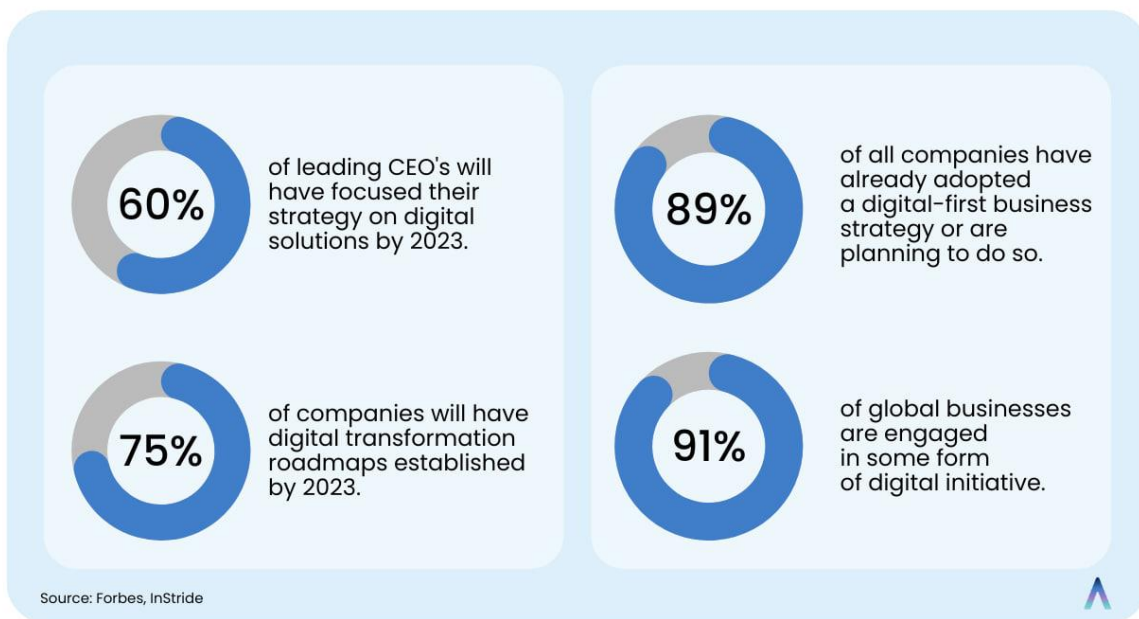 60%
of leading CEO's will
have focused their
strategy on digital
solutions by 2023.
75%
of companies will have
digital transformation
roadmaps established
by 2023.
89%
of all companies have
already adopted
a digital-first business
strategy or are
planning to do so.
91%
of global businesses
are engaged
in some form
of digital initiative.
Source: Forbes, InStride